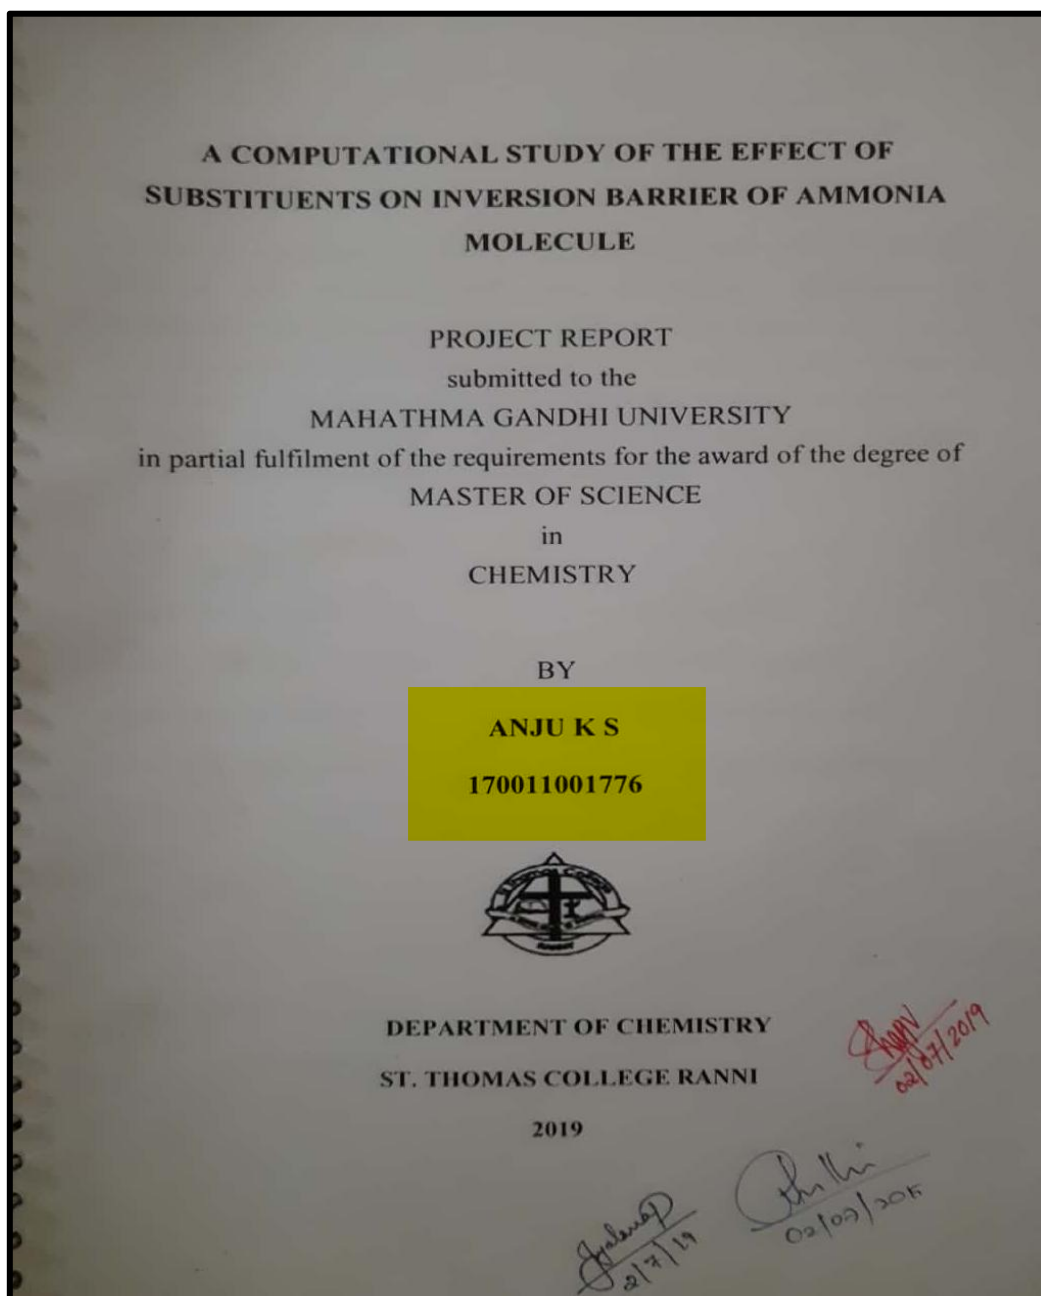 A COMPUTATIONAL STUDY OF THE EFFECT OF
SUBSTITUENTS ON INVERSION BARRIER OF AMMONIA
MOLECULE
PROJECT REPORT
submitted to the
MAHATHMA GANDHI UNIVERSITY
in partial fulfilment of the requirements for the award of the degree of
MASTER OF SCIENCE
in
CHEMISTRY
BY
ANJU K S
170011001776
DEPARTMENT OF CHEMISTRY
ST. THOMAS COLLEGE RANNI
2019
02/07/2019
2/7/19